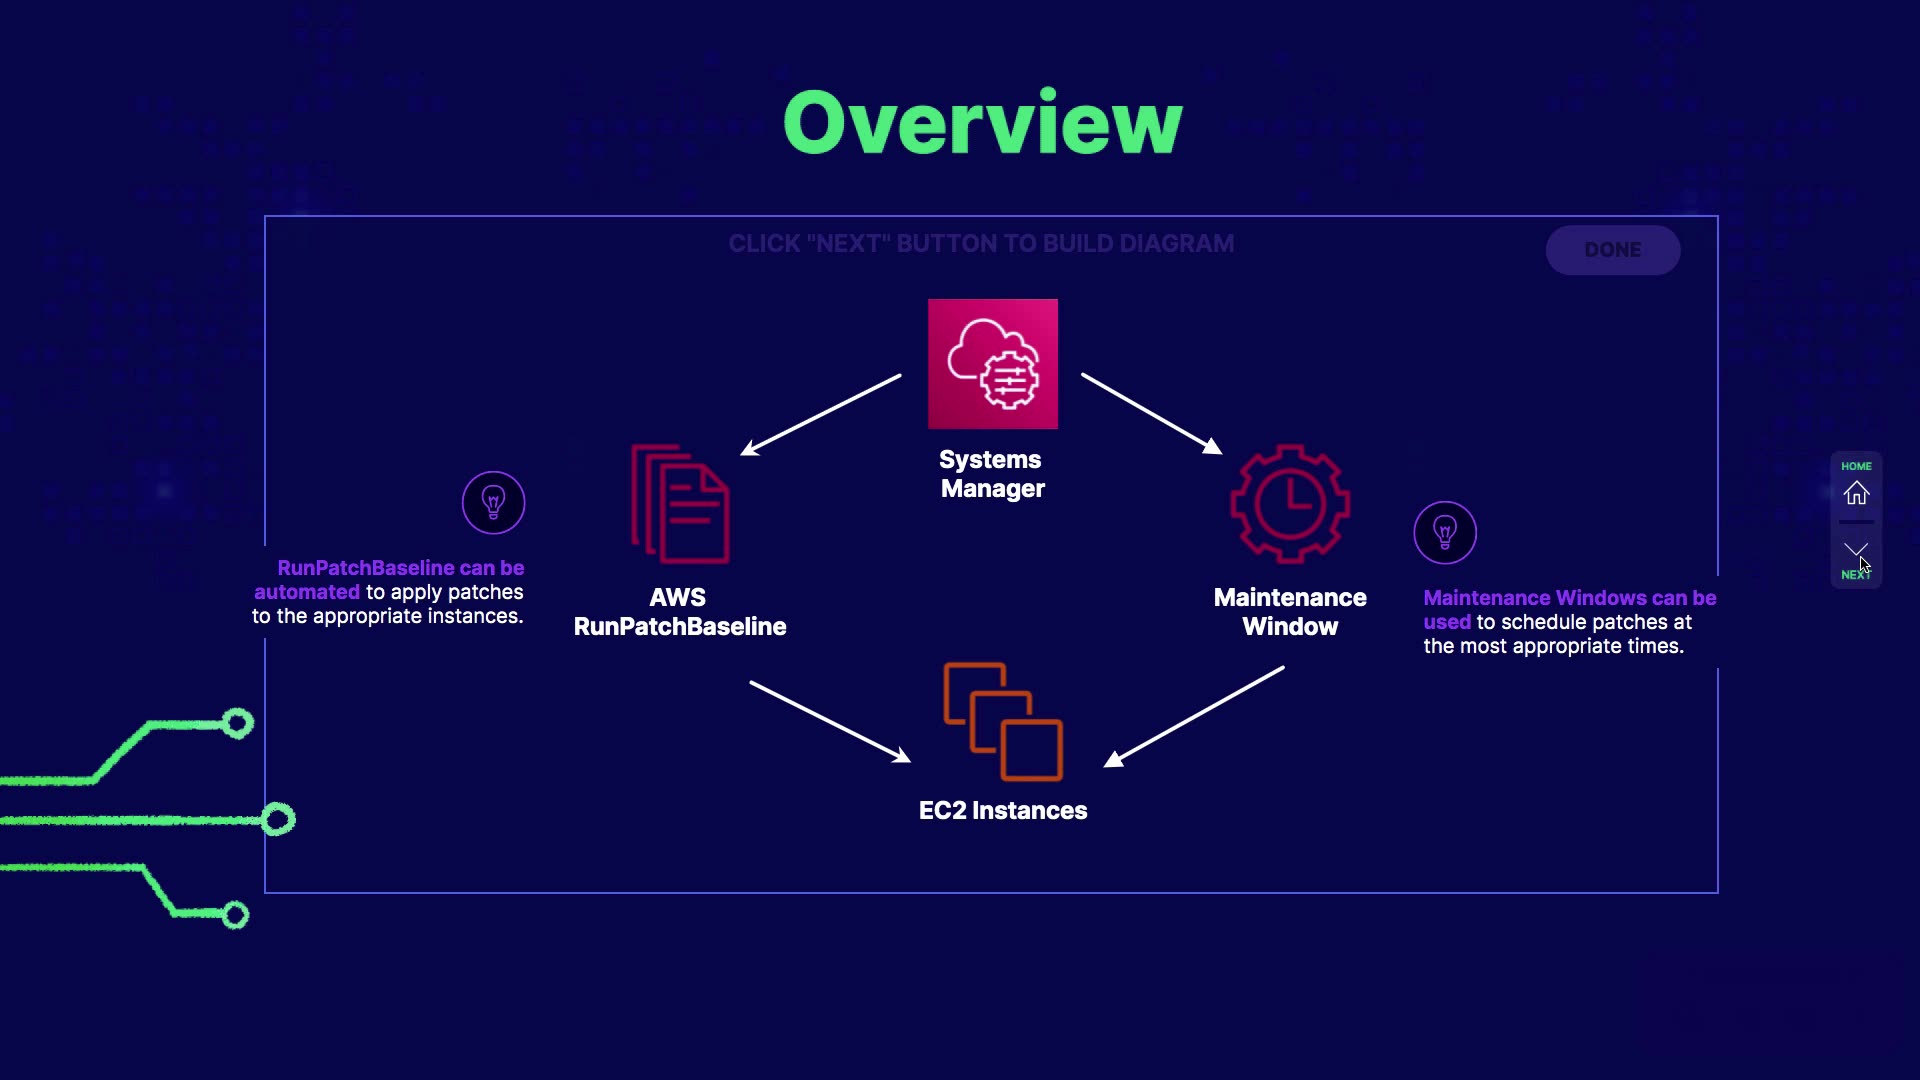 Overview
CLICK "NEXT" BUTTON TO BUILD DIAGRAM
DONE
Systems
Manager
HOME
NEXT
RunPatchBaseline can be
automated to apply patches
to the appropriate instances.
AWS
RunPatchBaseline
Maintenance
Window
Maintenance Windows can be
used to schedule patches at
the most appropriate times.
EC2 Instances